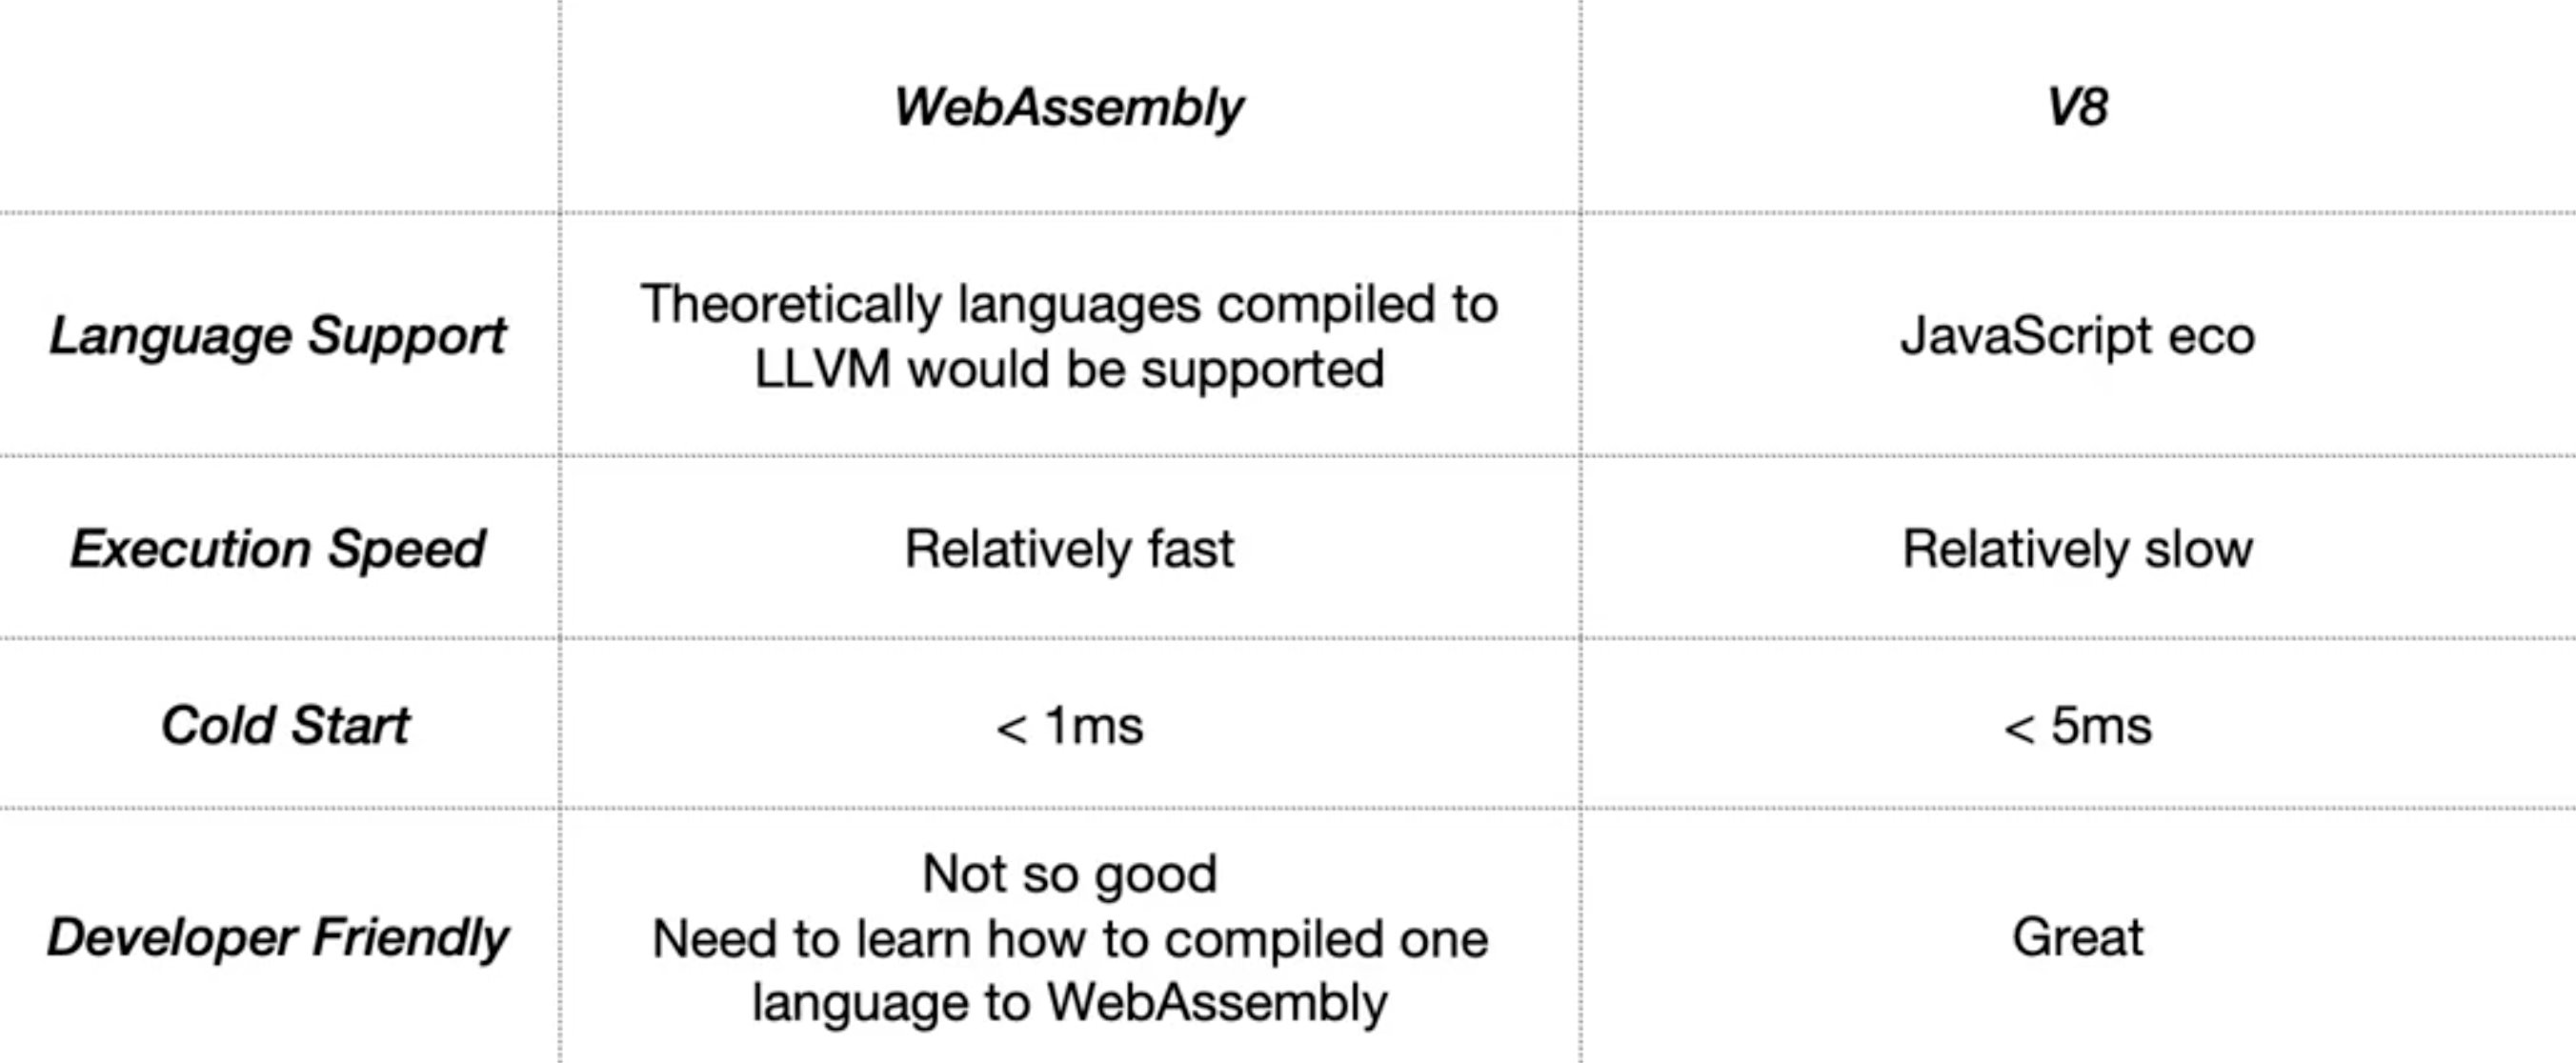 WebAssembly
V8
Language Support
Theoretically languages compiled to
LLVM would be supported
JavaScript eco
Execution Speed
Relatively fast
Relatively slow
Cold Start
< 1ms
< 5ms
Developer Friendly
Not so good
Need to learn how to compiled one
language to WebAssembly
Great